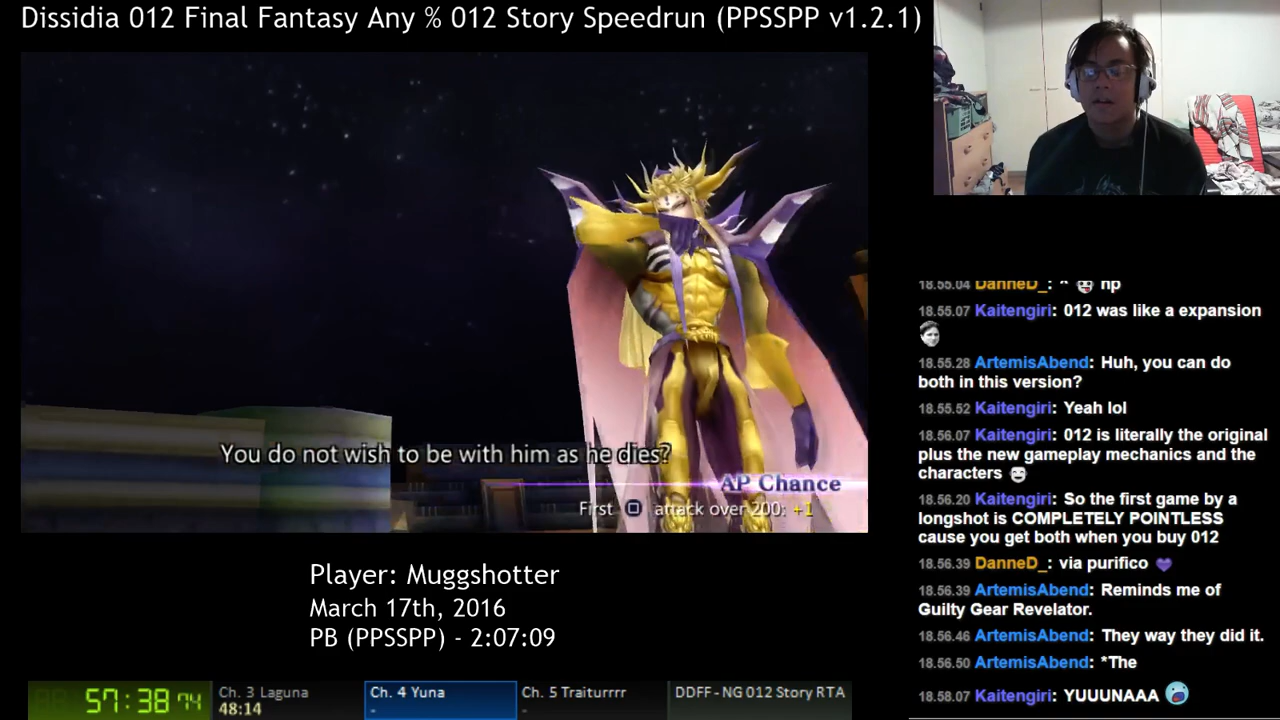 Dissidia 012 Final Fantasy Any % 012 Story Speedrun (PPSSPP v1.2.1)
You do not wish to be with him as he dies?
AP Chance
First attack over 200: +1
Player: Muggshotter
March 17th, 2016
PB (PPSSPP) - 2:07:09
57:38 74
Ch. 3 Laguna
48:14
Ch. 4 Yuna
-
Ch. 5 Traiturrrr
-
DDFF - NG 012 Story RTA
18.55.04 DanneD_: ^ np
18.55.07 Kaitengiri: 012 was like a expansion
18.55.28 ArtemisAbend: Huh, you can do
both in this version?
18.55.52 Kaitengiri: Yeah lol
18.56.07 Kaitengiri: 012 is literally the original
plus the new gameplay mechanics and the
characters
18.56.20 Kaitengiri: So the first game by a
longshot is COMPLETELY POINTLESS
cause you get both when you buy 012
18.56.39 DanneD_: via purifico
18.56.39 ArtemisAbend: Reminds me of
Guilty Gear Revelator.
18.56.46 ArtemisAbend: They way they did it.
18.56.50 ArtemisAbend: *The
18.58.07 Kaitengiri: YUUUNAAA